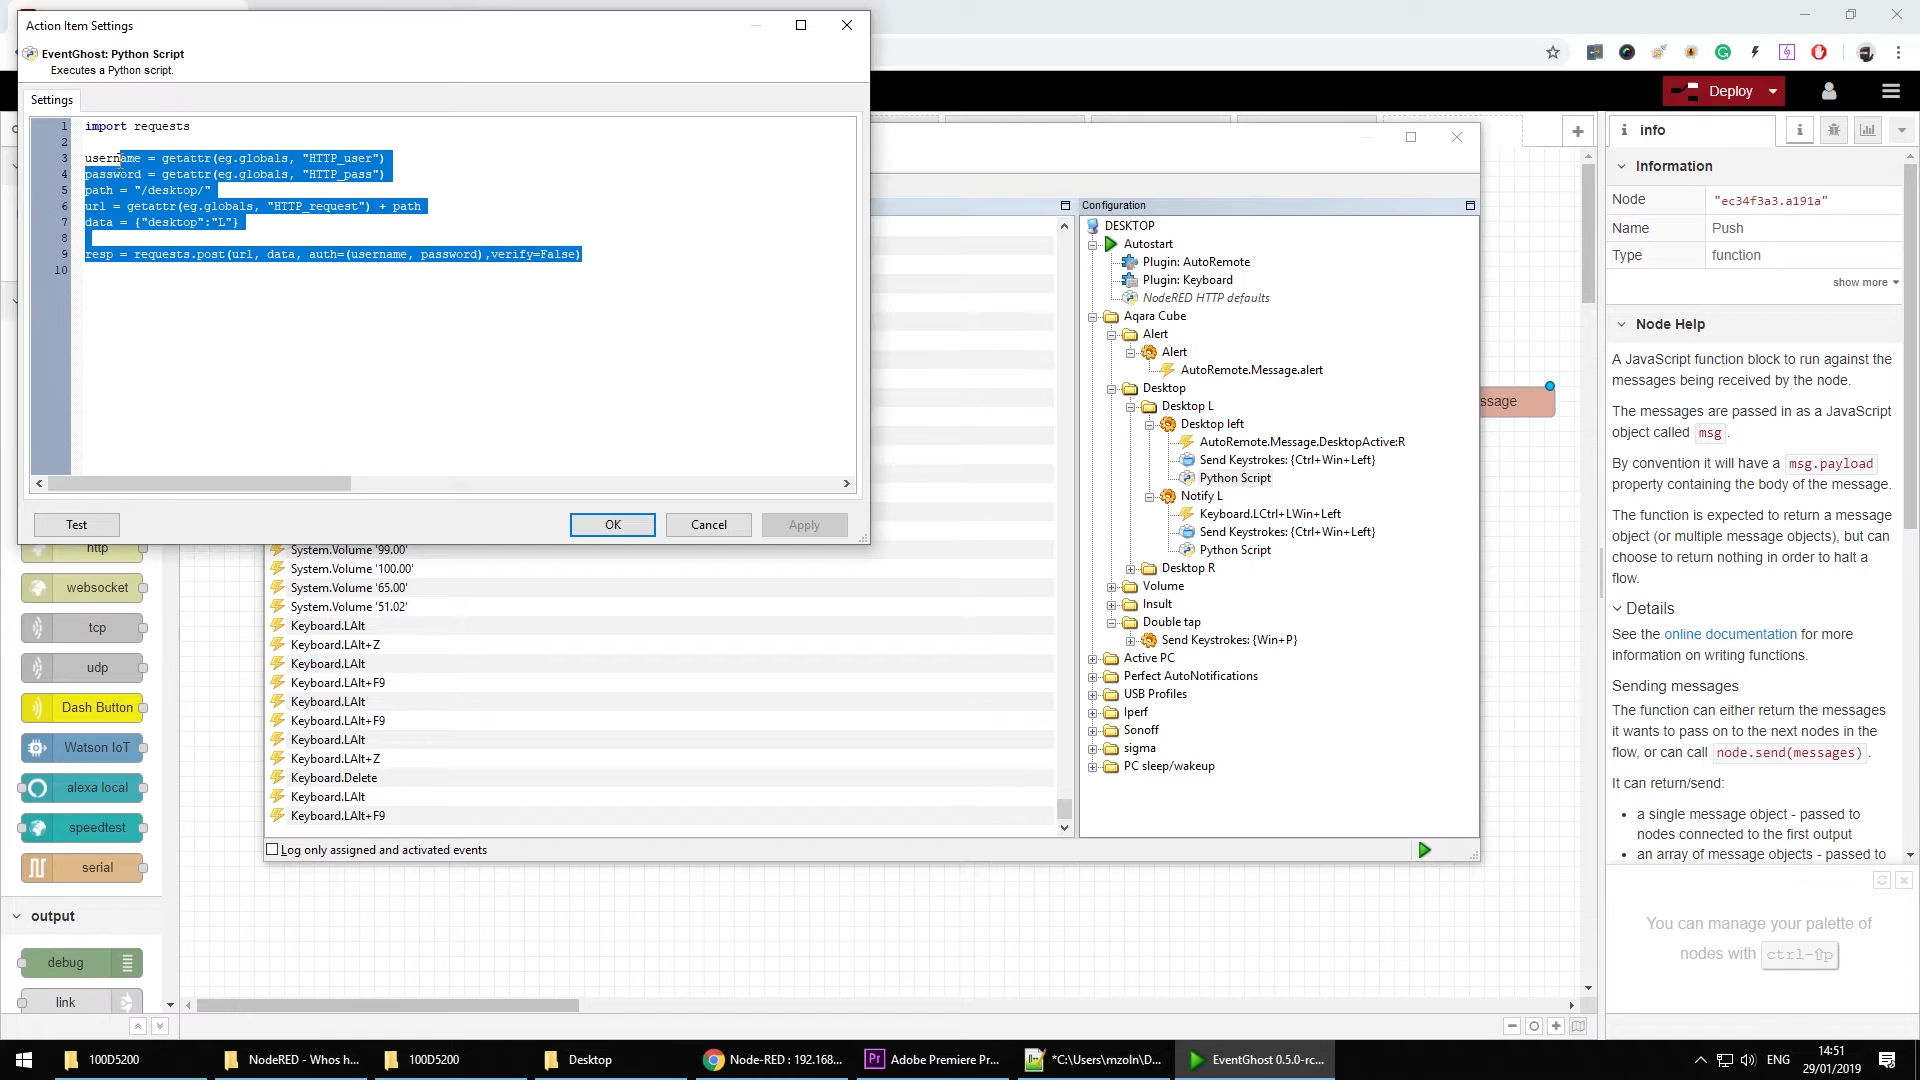 Action Item Settings
EventGhost: Python Script
Executes a Python script.
Settings
1 import requests
2
3 username = getattr(eg.globals, "HTTP_user")
4 password = getattr(eg.globals, "HTTP_pass")
5 path = "/desktop/"
6 url = getattr(eg.globals, "HTTP_request") + path
7 data = {"desktop":"L"}
8
9 resp = requests.post(url, data, auth=(username, password),verify=False)
10
Test
OK
Cancel
Apply
http
websocket
tcp
udp
Dash Button
Watson IoT
alexa local
speedtest
serial
output
debug
link
System.Volume '99.00'
System.Volume '100.00'
System.Volume '65.00'
System.Volume '51.02'
Keyboard.LAlt
Keyboard.LAlt+Z
Keyboard.LAlt
Keyboard.LAlt+F9
Keyboard.LAlt
Keyboard.LAlt+F9
Keyboard.LAlt
Keyboard.LAlt+Z
Keyboard.Delete
Keyboard.LAlt
Keyboard.LAlt+F9
Log only assigned and activated events
Configuration
DESKTOP
Autostart
Plugin: AutoRemote
Plugin: Keyboard
NodeRED HTTP defaults
Aqara Cube
Alert
Alert
AutoRemote.Message.alert
Desktop
Desktop L
Desktop left
AutoRemote.Message.DesktopActive:R
Send Keystrokes: {Ctrl+Win+Left}
Python Script
Notify L
Keyboard.LCtrl+LWin+Left
Send Keystrokes: {Ctrl+Win+Left}
Python Script
Desktop R
Volume
Insult
Double tap
Send Keystrokes: {Win+P}
Active PC
Perfect AutoNotifications
USB Profiles
Iperf
Sonoff
sigma
PC sleep/wakeup
ssage
Deploy
info
Information
Node "ec34f3a3.a191a"
Name Push
Type function
show more
Node Help
A JavaScript function block to run against the
messages being received by the node.
The messages are passed in as a JavaScript
object called msg.
By convention it will have a msg.payload
property containing the body of the message.
The function is expected to return a message
object (or multiple message objects), but can
choose to return nothing in order to halt a
flow.
Details
See the online documentation for more
information on writing functions.
Sending messages
The function can either return the messages
it wants to pass on to the next nodes in the
flow, or can call node.send(messages).
It can return/send:
• a single message object - passed to
nodes connected to the first output
• an array of message objects - passed to
You can manage your palette of
nodes with ctrl-⇧p
100D5200
NodeRED - Whos h...
100D5200
Desktop
Node-RED : 192.168...
Pr Adobe Premiere Pr...
*C:\Users\mzoln\D...
EventGhost 0.5.0-rc...
ENG
14:51
29/01/2019